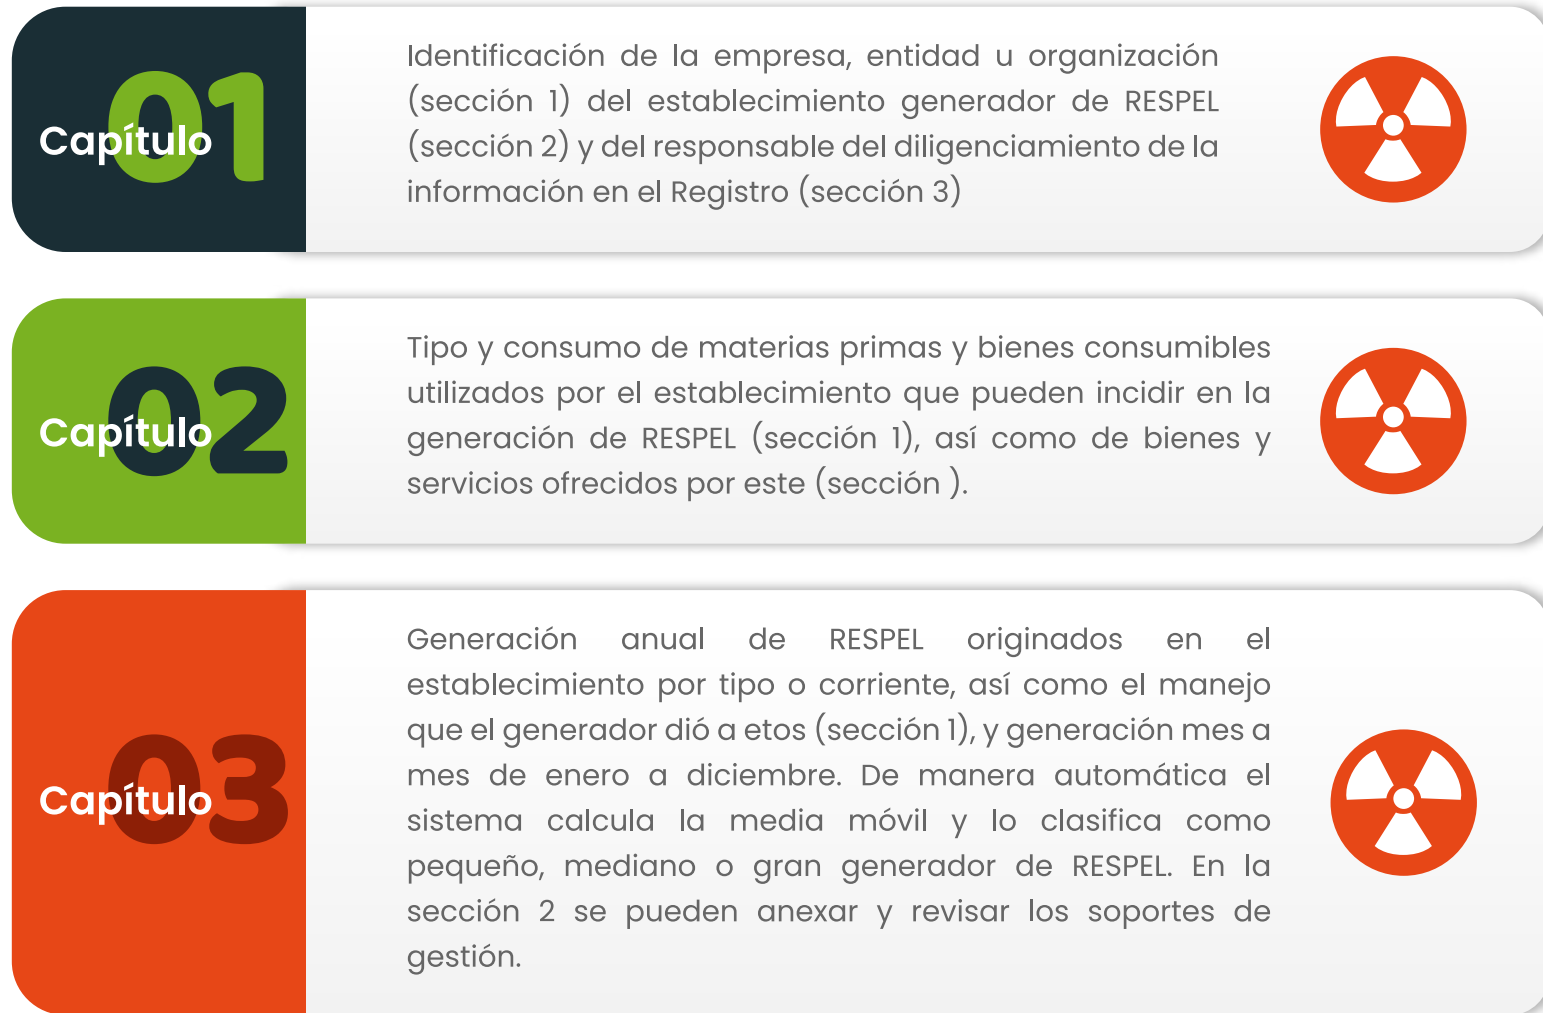 Capítulo 01
Identificación de la empresa, entidad u organización
(sección 1) del establecimiento generador de RESPEL
(sección 2) y del responsable del diligenciamiento de la
información en el Registro (sección 3)
Capítulo 02
Tipo y consumo de materias primas y bienes consumibles
utilizados por el establecimiento que pueden incidir en la
generación de RESPEL (sección 1), así como de bienes y
servicios ofrecidos por este (sección ).
Capítulo 03
Generación anual de RESPEL originados en el
establecimiento por tipo o corriente, así como el manejo
que el generador dió a etos (sección 1), y generación mes a
mes de enero a diciembre. De manera automática el
sistema calcula la media móvil y lo clasifica como
pequeño, mediano o gran generador de RESPEL. En la
sección 2 se pueden anexar y revisar los soportes de
gestión.